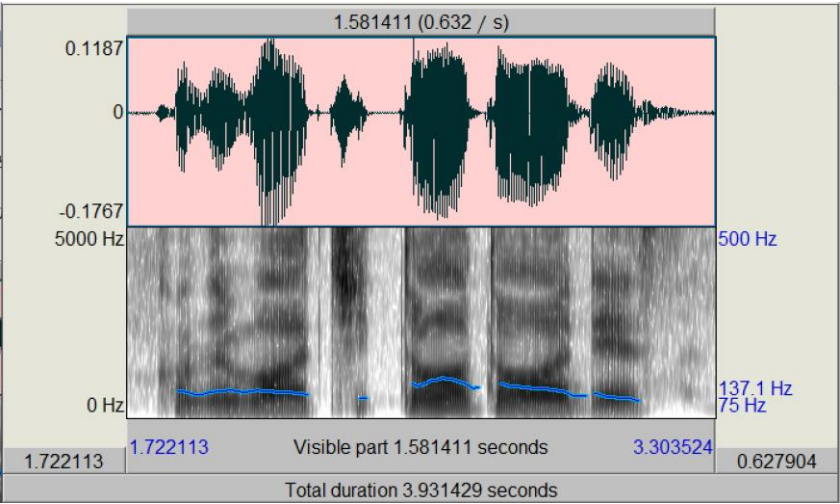 1.581411 (0.632 / s)
0.1187
0
-0.1767
5000 Hz
500 Hz
0 Hz
137.1 Hz
75 Hz
1.722113
1.722113
Visible part 1.581411 seconds
3.303524
0.627904
Total duration 3.931429 seconds